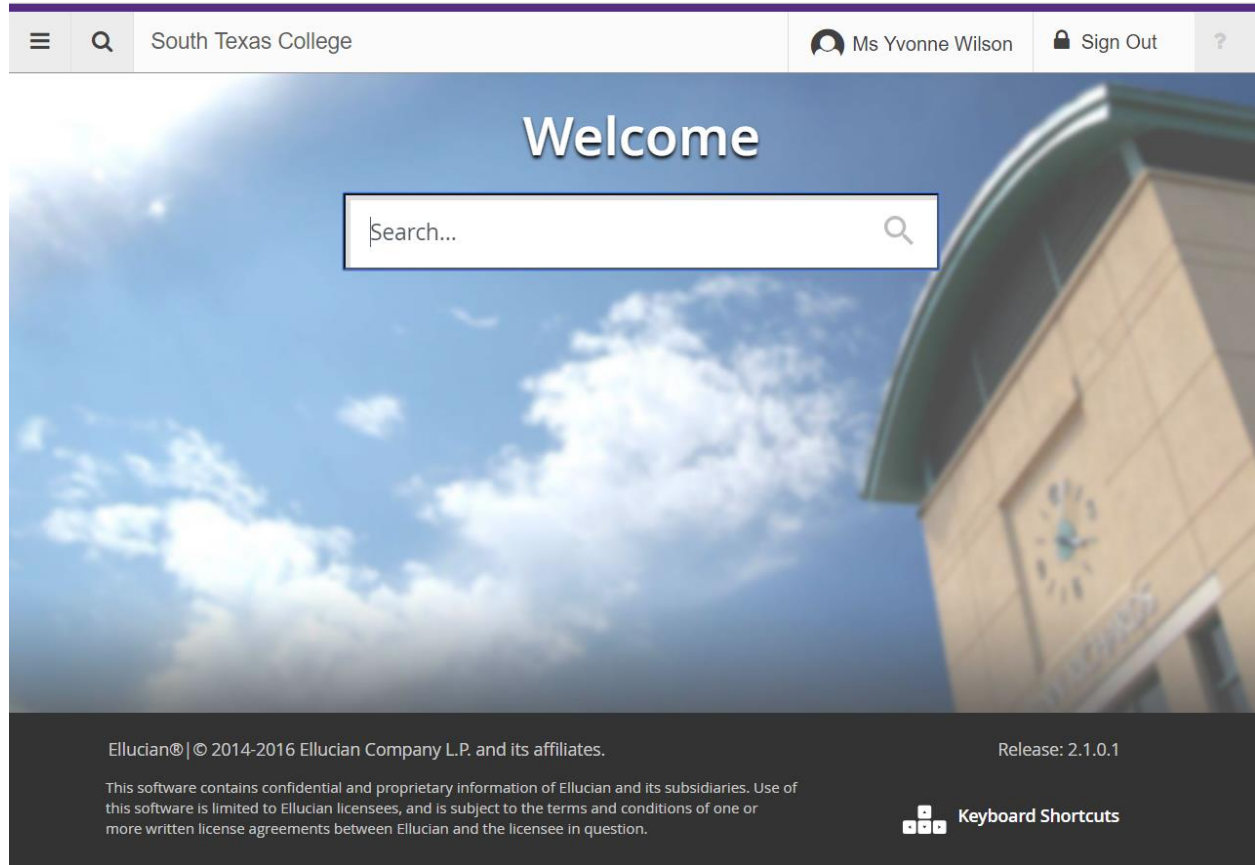 South Texas College
Ms Yvonne Wilson
Sign Out
?
Welcome
Search...
Ellucian®|© 2014-2016 Ellucian Company L.P. and its affiliates.
Release: 2.1.0.1
This software contains confidential and proprietary information of Ellucian and its subsidiaries. Use of
this software is limited to Ellucian licensees, and is subject to the terms and conditions of one or
more written license agreements between Ellucian and the licensee in question.
Keyboard Shortcuts